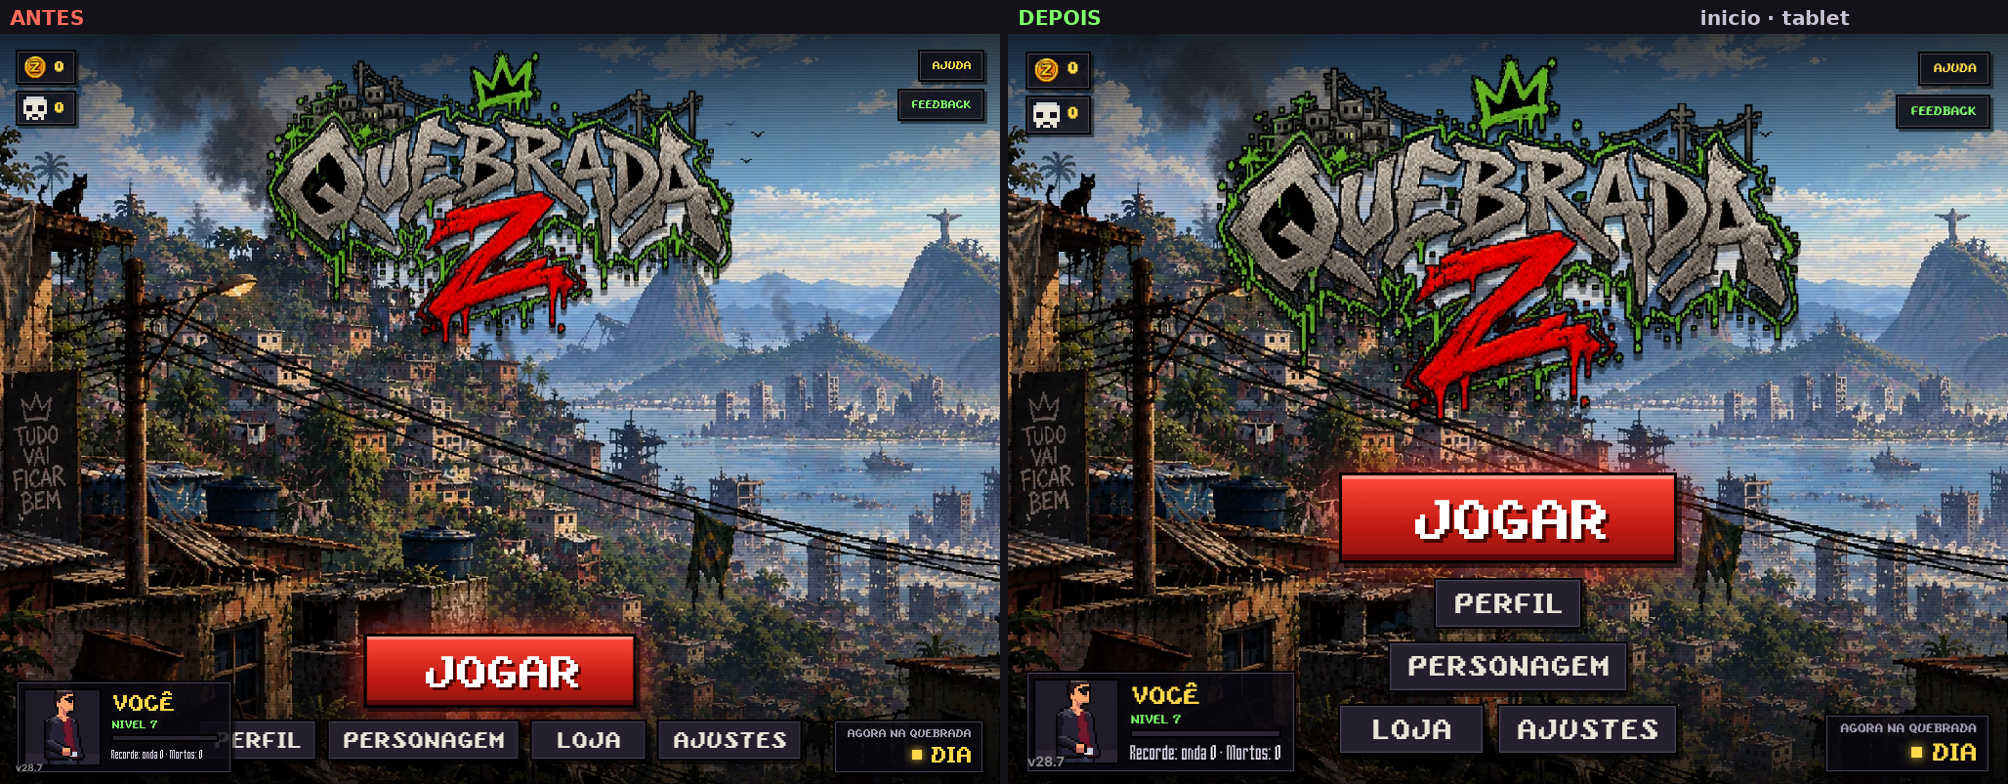 ANTES
0
0
AJUDA
FEEDBACK
QUEBRADA
Z
TUDO
VAI
FICAR
BEM
JOGAR
VOCÊ
NIVEL 7
Recorde: onda 0 · Mortos: 0
v28.7
PERFIL
PERSONAGEM
LOJA
AJUSTES
AGORA NA QUEBRADA
DIA
DEPOIS
inicio · tablet
0
0
AJUDA
FEEDBACK
QUEBRADA
Z
TUDO
VAI
FICAR
BEM
JOGAR
PERFIL
PERSONAGEM
LOJA
AJUSTES
VOCÊ
NIVEL 7
Recorde: onda 0 · Mortos: 0
v28.7
AGORA NA QUEBRADA
DIA